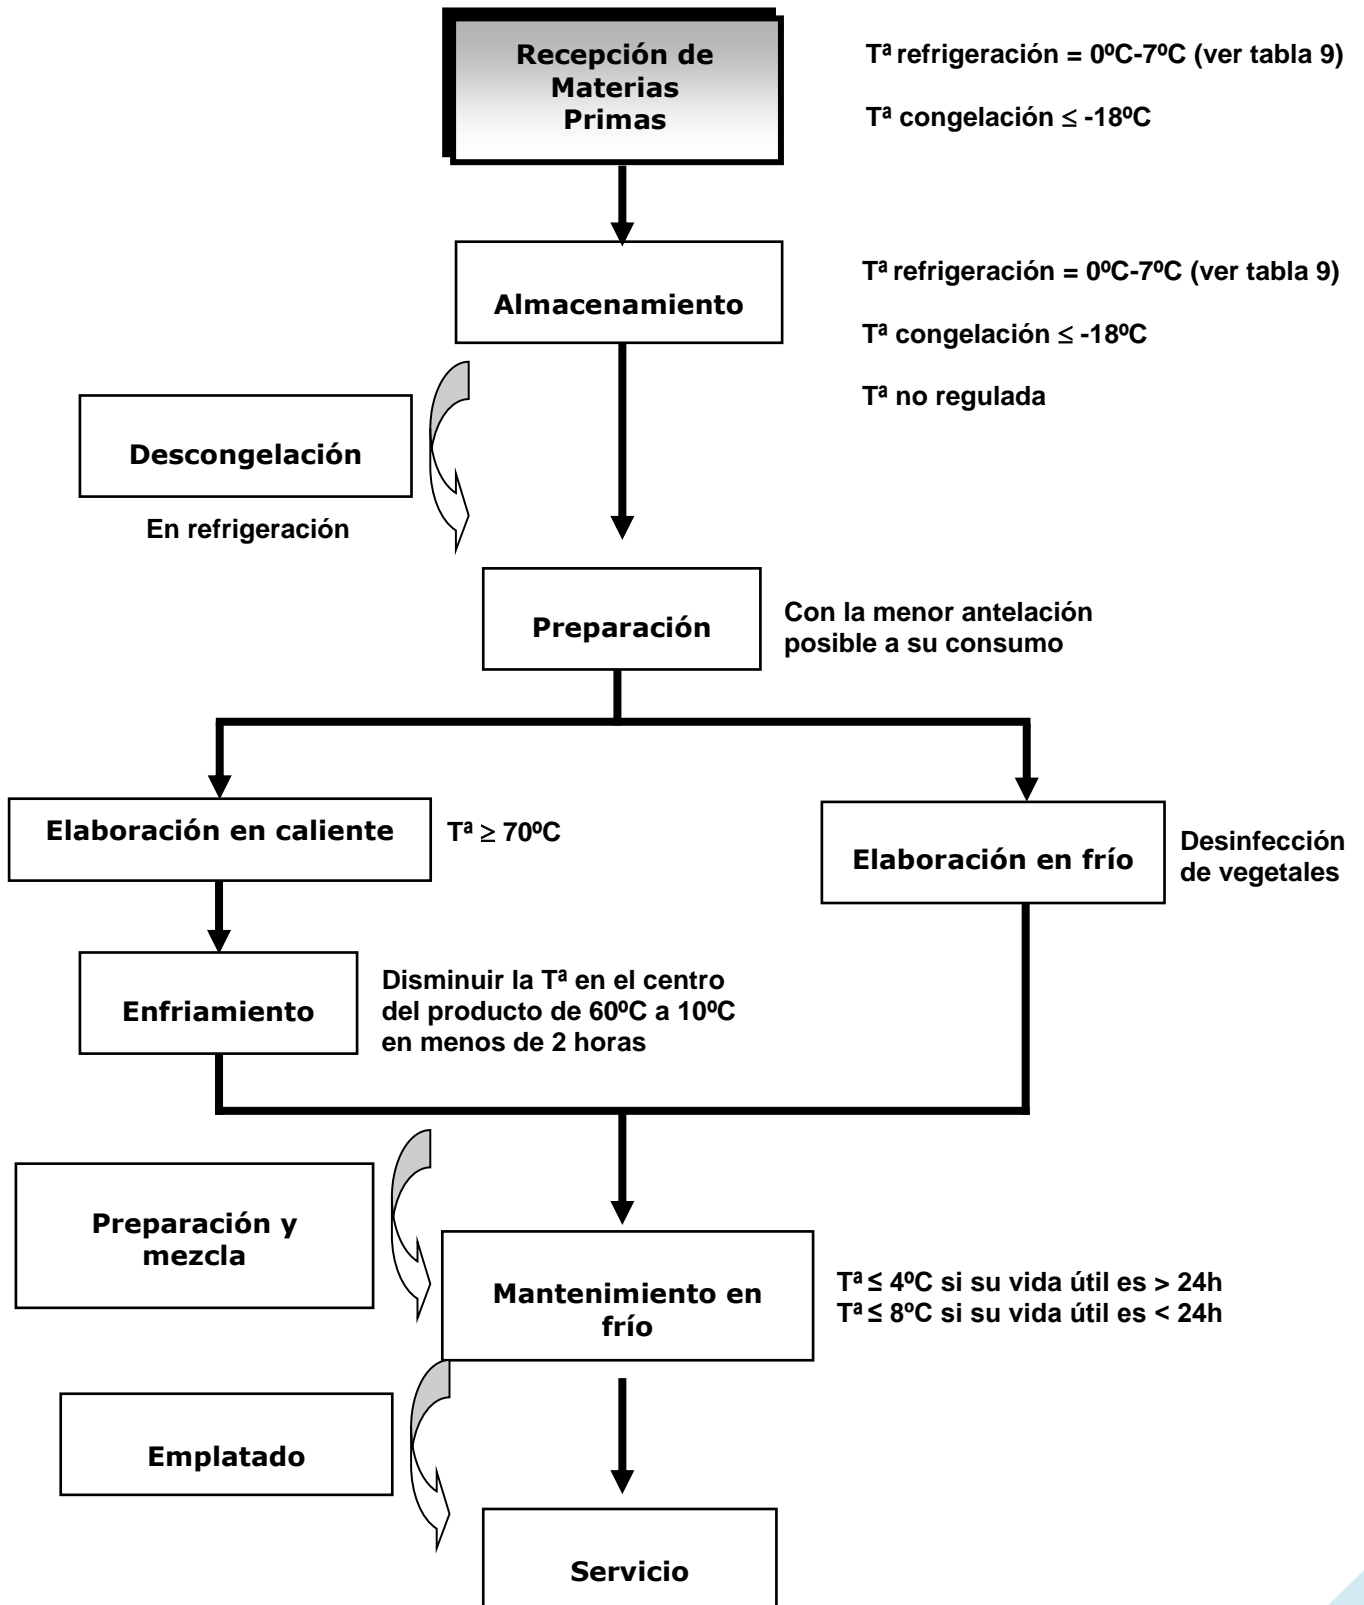 Recepción de
Materias
Primas
Tª refrigeración = 0ºC-7ºC (ver tabla 9)
Tª congelación ≤ -18ºC
Almacenamiento
Tª refrigeración = 0ºC-7ºC (ver tabla 9)
Tª congelación ≤ -18ºC
Tª no regulada
Descongelación
En refrigeración
Preparación
Con la menor antelación
posible a su consumo
Elaboración en caliente
Tª ≥ 70ºC
Elaboración en frío
Desinfección
de vegetales
Enfriamiento
Disminuir la Tª en el centro
del producto de 60ºC a 10ºC
en menos de 2 horas
Preparación y
mezcla
Mantenimiento en
frío
Tª ≤ 4ºC si su vida útil es > 24h
Tª ≤ 8ºC si su vida útil es < 24h
Emplatado
Servicio